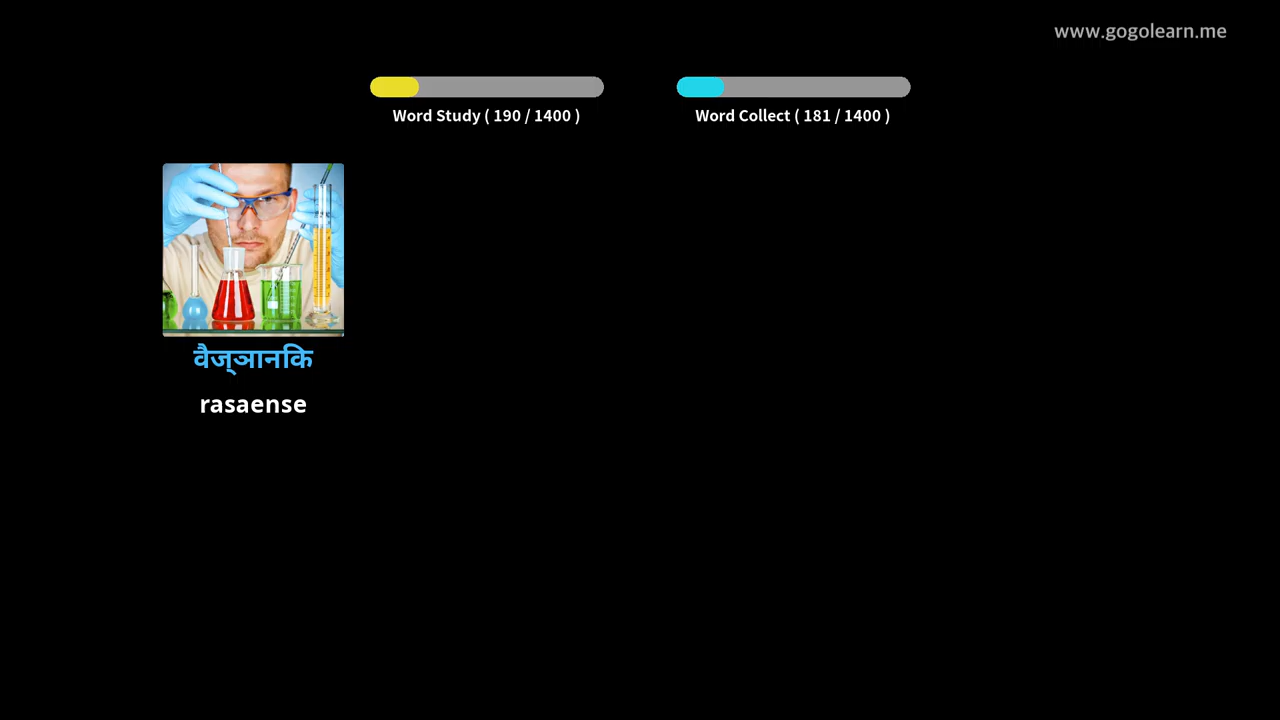 www.gogolearn.me
Word Study ( 190 / 1400 )
Word Collect ( 181 / 1400 )
वैज्‌ञानकि
rasaense